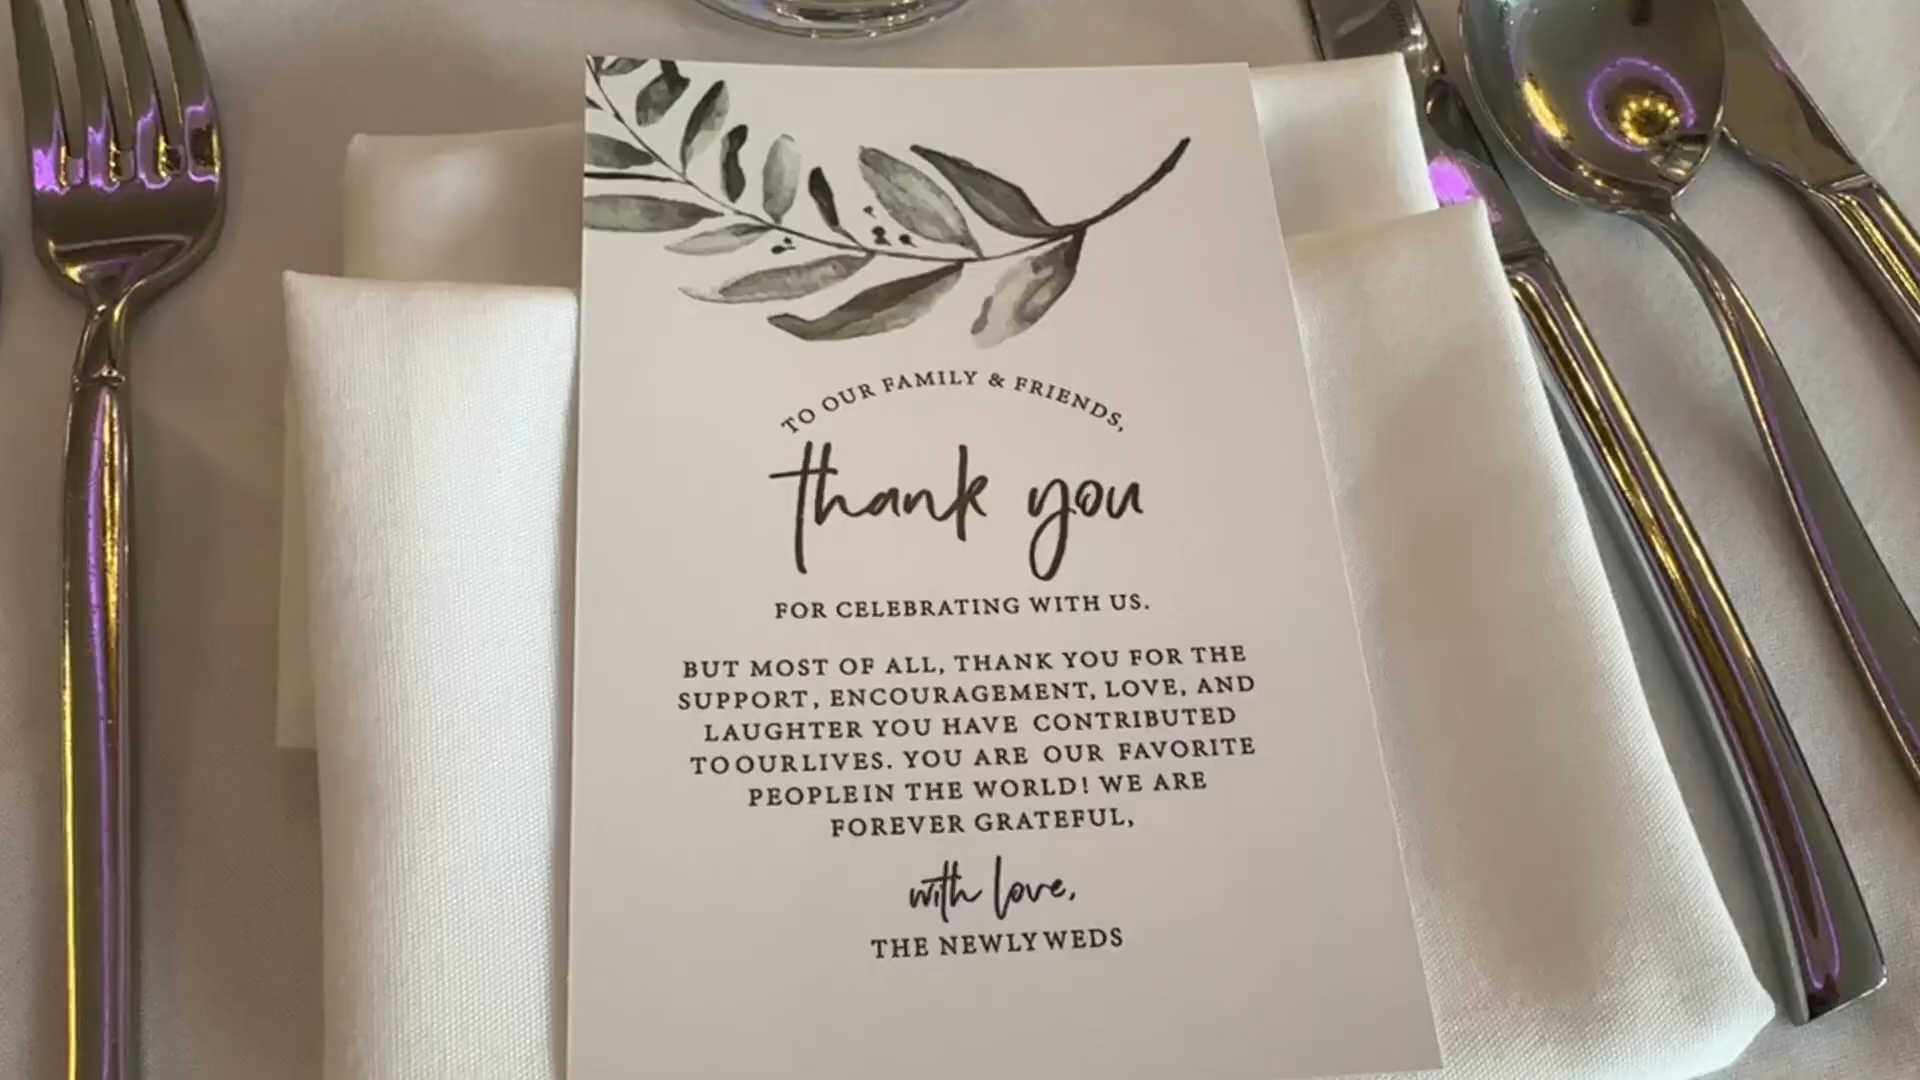 TO OUR FAMILY & FRIENDS,
thank you
FOR CELEBRATING WITH US.
BUT MOST OF ALL, THANK YOU FOR THE
SUPPORT, ENCOURAGEMENT, LOVE, AND
LAUGHTER YOU HAVE CONTRIBUTED
TOOURLIVES. YOU ARE OUR FAVORITE
PEOPLEIN THE WORLD! WE ARE
FOREVER GRATEFUL,
with love,
THE NEWLYWEDS